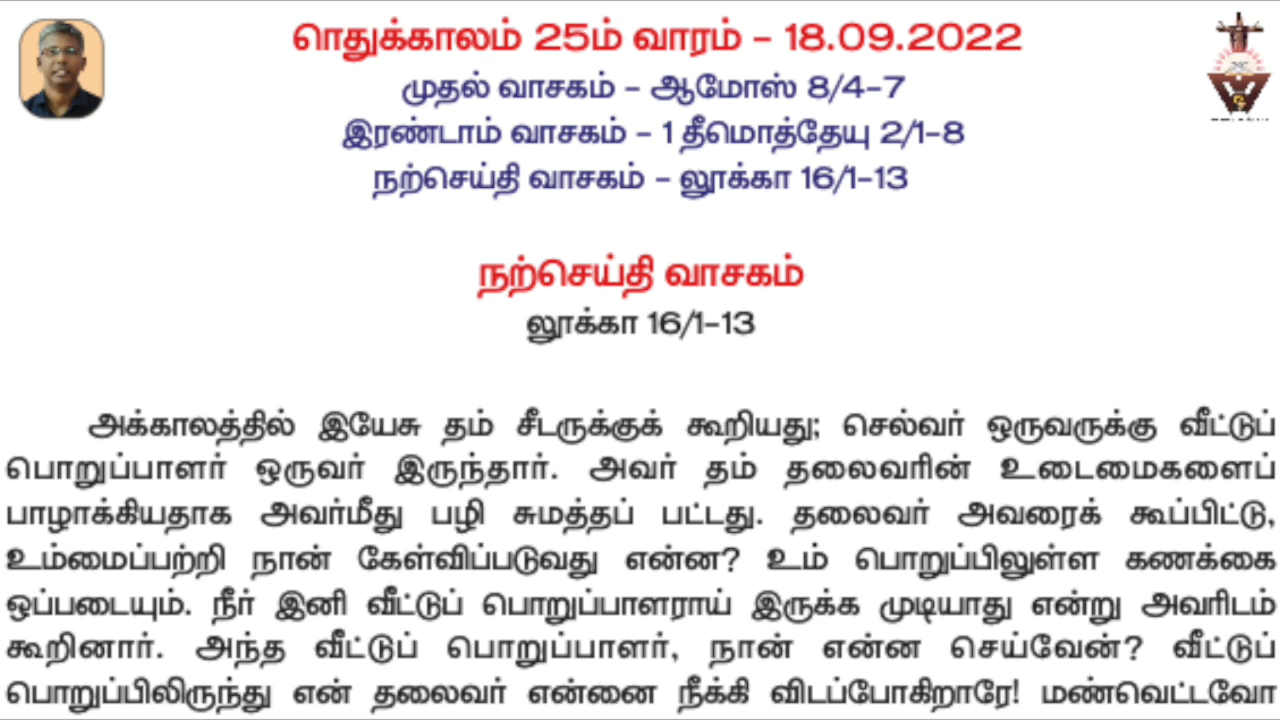 பொதுக்காலம் 25ம் வாரம் – 18.09.2022
முதல் வாசகம் – ஆமோஸ் 8/4–7
இரண்டாம் வாசகம் – 1 தீமொத்தேயு 2/1–8
நற்செய்தி வாசகம் – லூக்கா 16/1–13
நற்செய்தி வாசகம்
லூக்கா 16/1–13
அக்காலத்தில் இயேசு தம் சீடருக்குக் கூறியது; செல்வர் ஒருவருக்கு வீட்டுப்
பொறுப்பாளர் ஒருவர் இருந்தார். அவர் தம் தலைவரின் உடைமைகளைப்
பாழாக்கியதாக அவர்மீது பழி சுமத்தப் பட்டது. தலைவர் அவரைக் கூப்பிட்டு,
உம்மைப்பற்றி நான் கேள்விப்படுவது என்ன? உம் பொறுப்பிலுள்ள கணக்கை
ஒப்படையும். நீர் இனி வீட்டுப் பொறுப்பாளராய் இருக்க முடியாது என்று அவரிடம்
கூறினார். அந்த வீட்டுப் பொறுப்பாளர், நான் என்ன செய்வேன்? வீட்டுப்
பொறுப்பிலிருந்து என் தலைவர் என்னை நீக்கி விடப்போகிறாரே! மண்வெட்டவோ